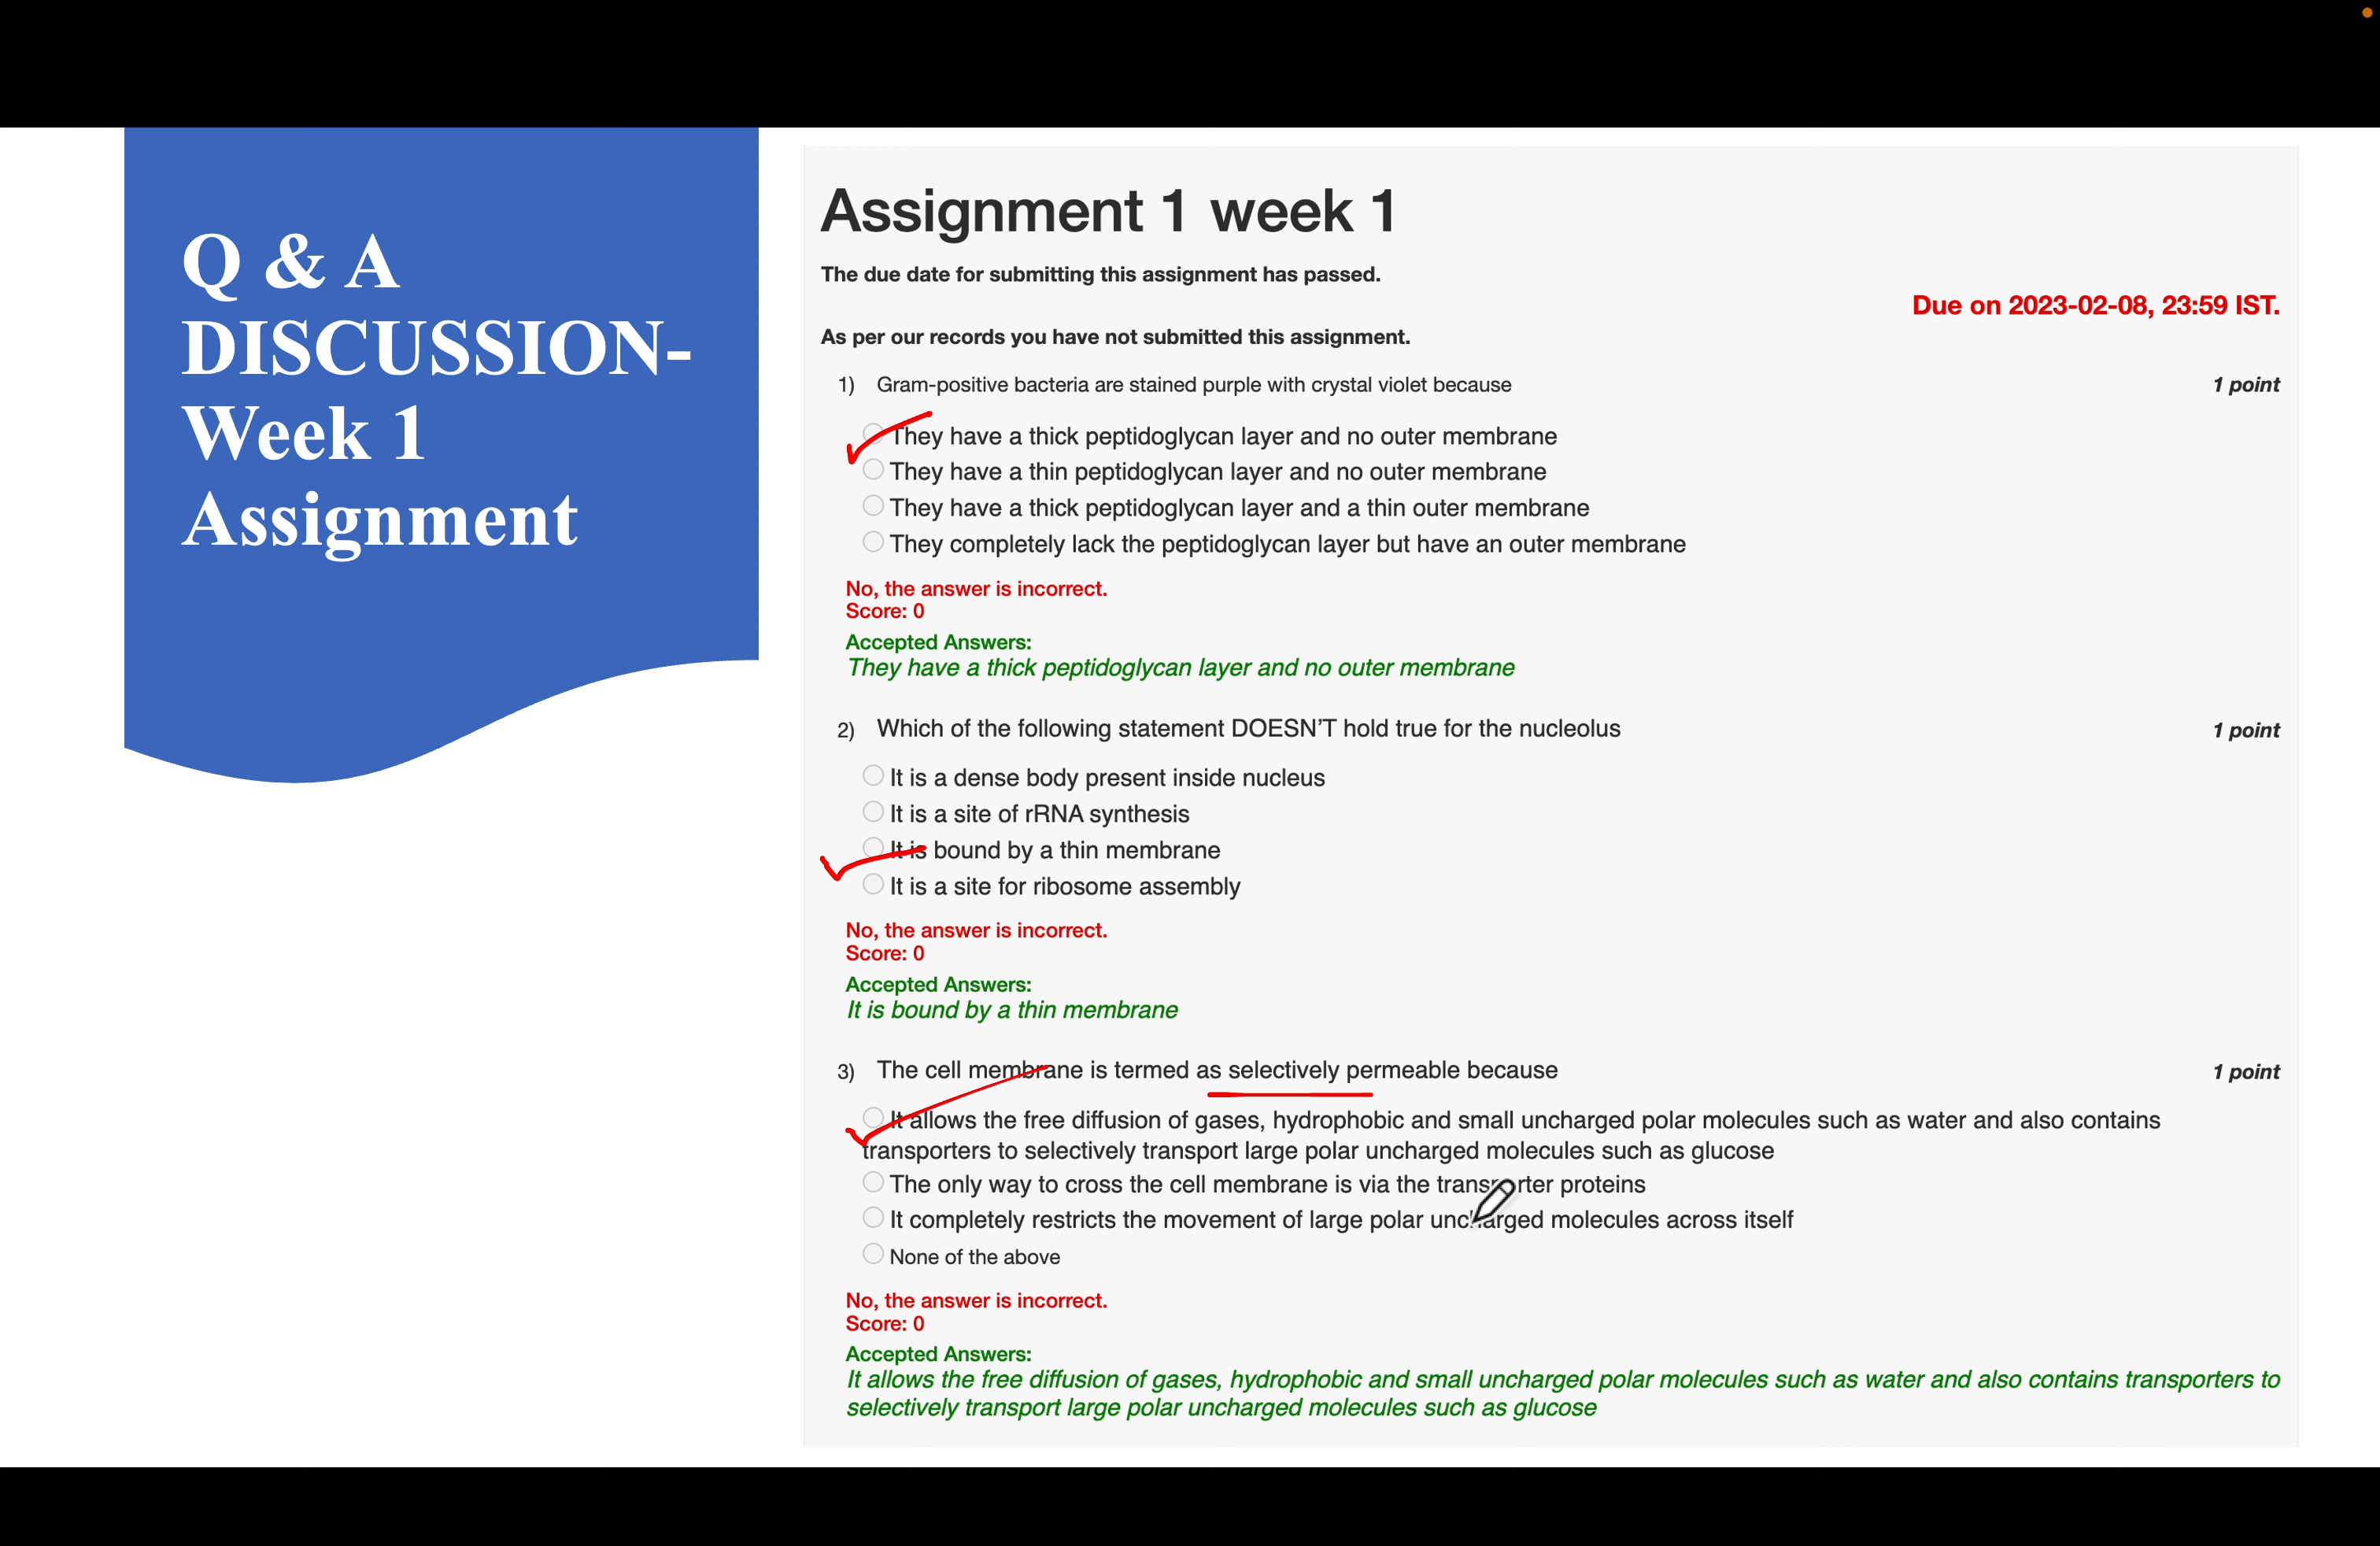 Q & A
DISCUSSION-
Week 1
Assignment
Assignment 1 week 1
The due date for submitting this assignment has passed.
Due on 2023-02-08, 23:59 IST.
As per our records you have not submitted this assignment.
1) Gram-positive bacteria are stained purple with crystal violet because 1 point
They have a thick peptidoglycan layer and no outer membrane
They have a thin peptidoglycan layer and no outer membrane
They have a thick peptidoglycan layer and a thin outer membrane
They completely lack the peptidoglycan layer but have an outer membrane
No, the answer is incorrect.
Score: 0
Accepted Answers:
They have a thick peptidoglycan layer and no outer membrane
2) Which of the following statement DOESN'T hold true for the nucleolus 1 point
It is a dense body present inside nucleus
It is a site of rRNA synthesis
It is bound by a thin membrane
It is a site for ribosome assembly
No, the answer is incorrect.
Score: 0
Accepted Answers:
It is bound by a thin membrane
3) The cell membrane is termed as selectively permeable because 1 point
It allows the free diffusion of gases, hydrophobic and small uncharged polar molecules such as water and also contains
transporters to selectively transport large polar uncharged molecules such as glucose
The only way to cross the cell membrane is via the transporter proteins
It completely restricts the movement of large polar uncharged molecules across itself
None of the above
No, the answer is incorrect.
Score: 0
Accepted Answers:
It allows the free diffusion of gases, hydrophobic and small uncharged polar molecules such as water and also contains transporters to
selectively transport large polar uncharged molecules such as glucose